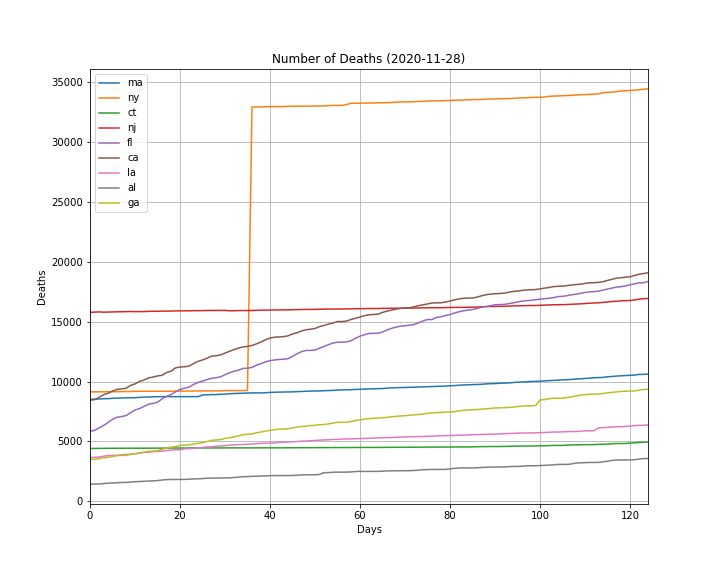 Number of Deaths (2020-11-28)
35000
30000
25000
20000
15000
10000
5000
0
Deaths
ma
ny
ct
nj
fl
ca
la
al
ga
0 20 40 60 80 100 120
Days